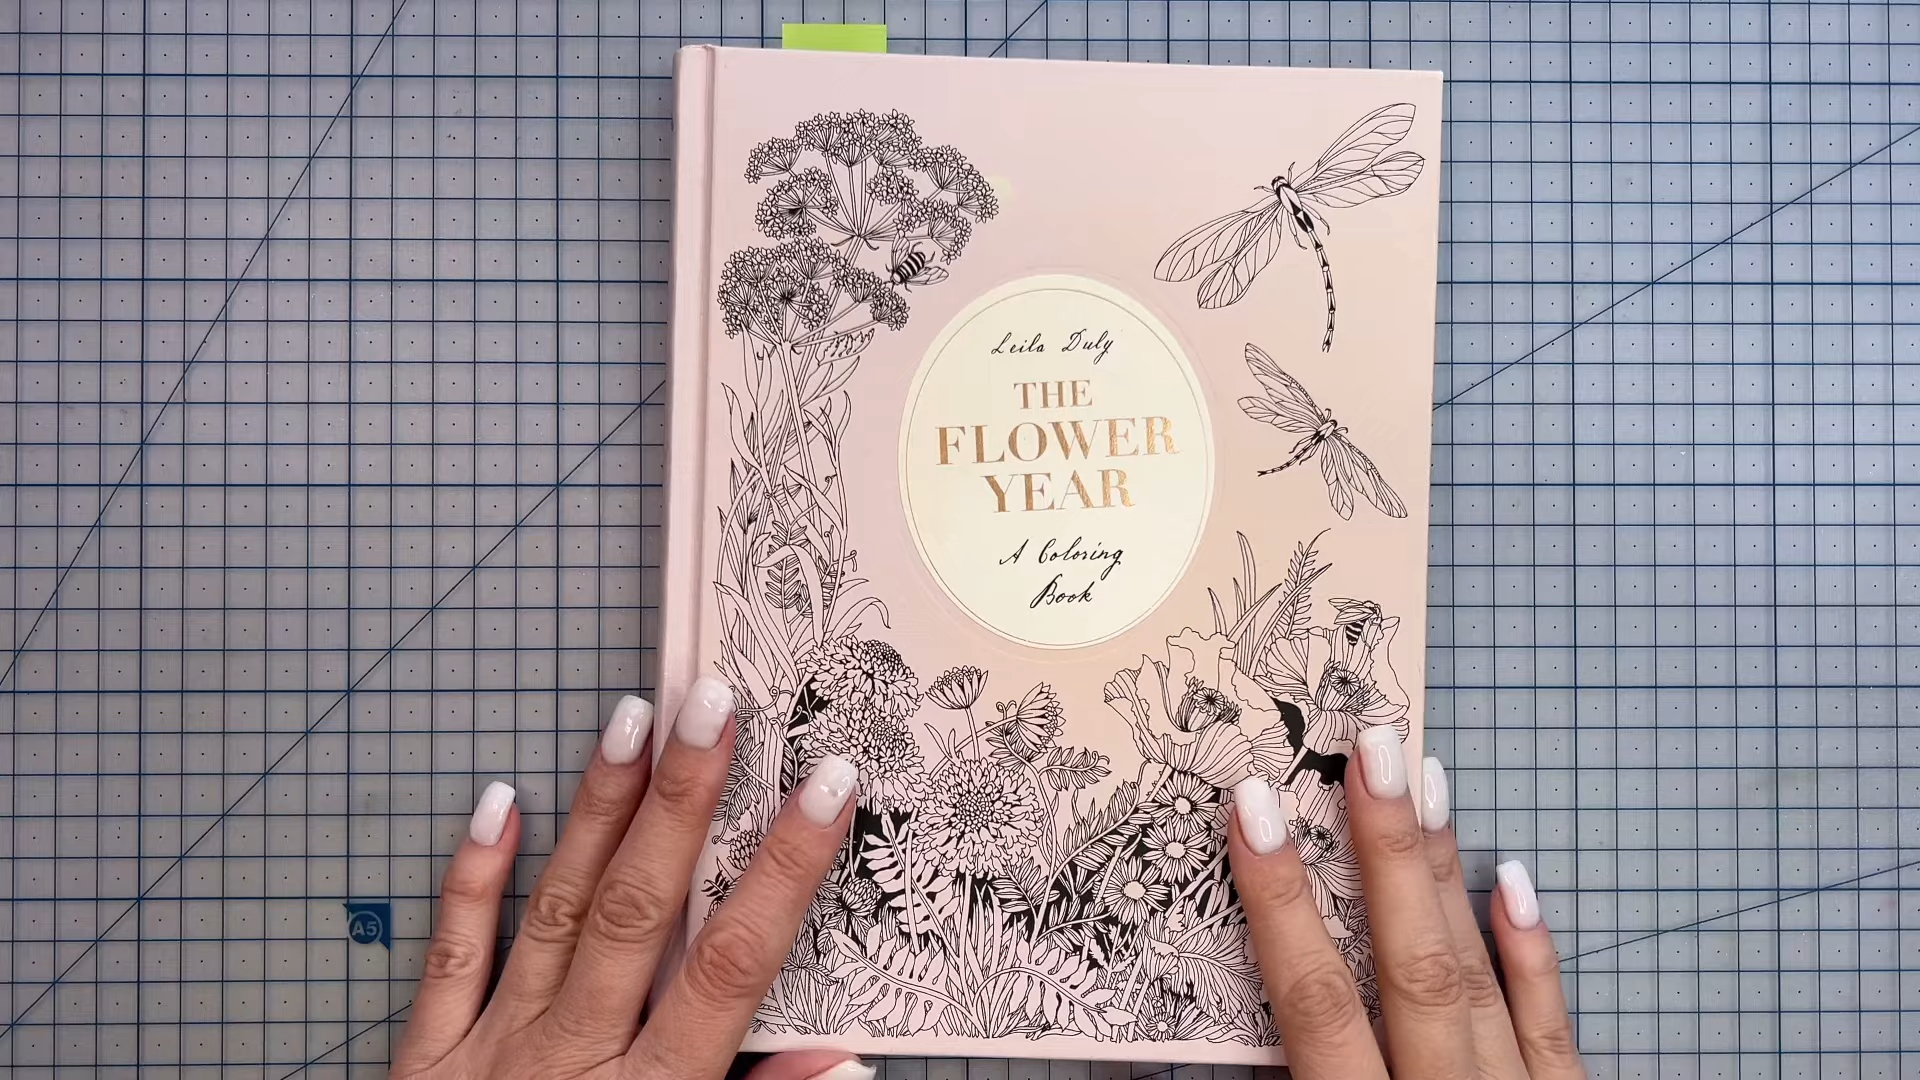 Leila Duly
THE
FLOWER
YEAR
A Coloring
Book
A5